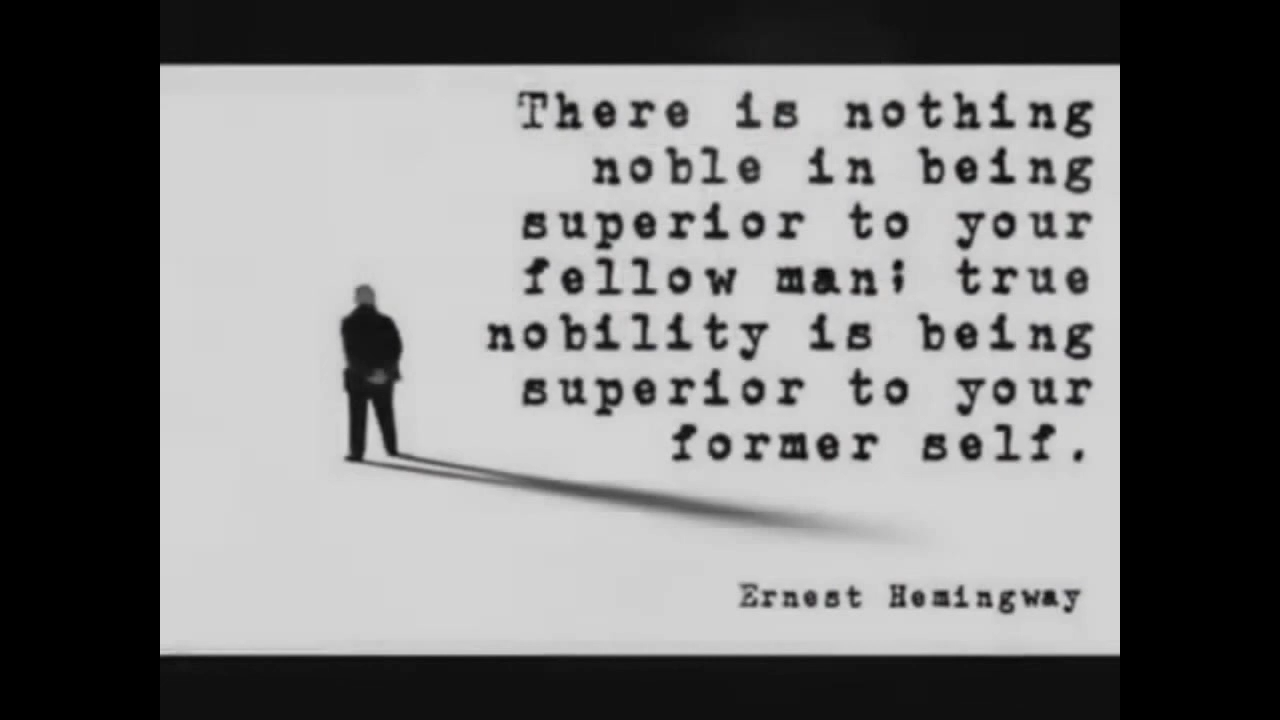 There is nothing
noble in being
superior to your
fellow man; true
nobility is being
superior to your
former self.
Ernest Hemingway